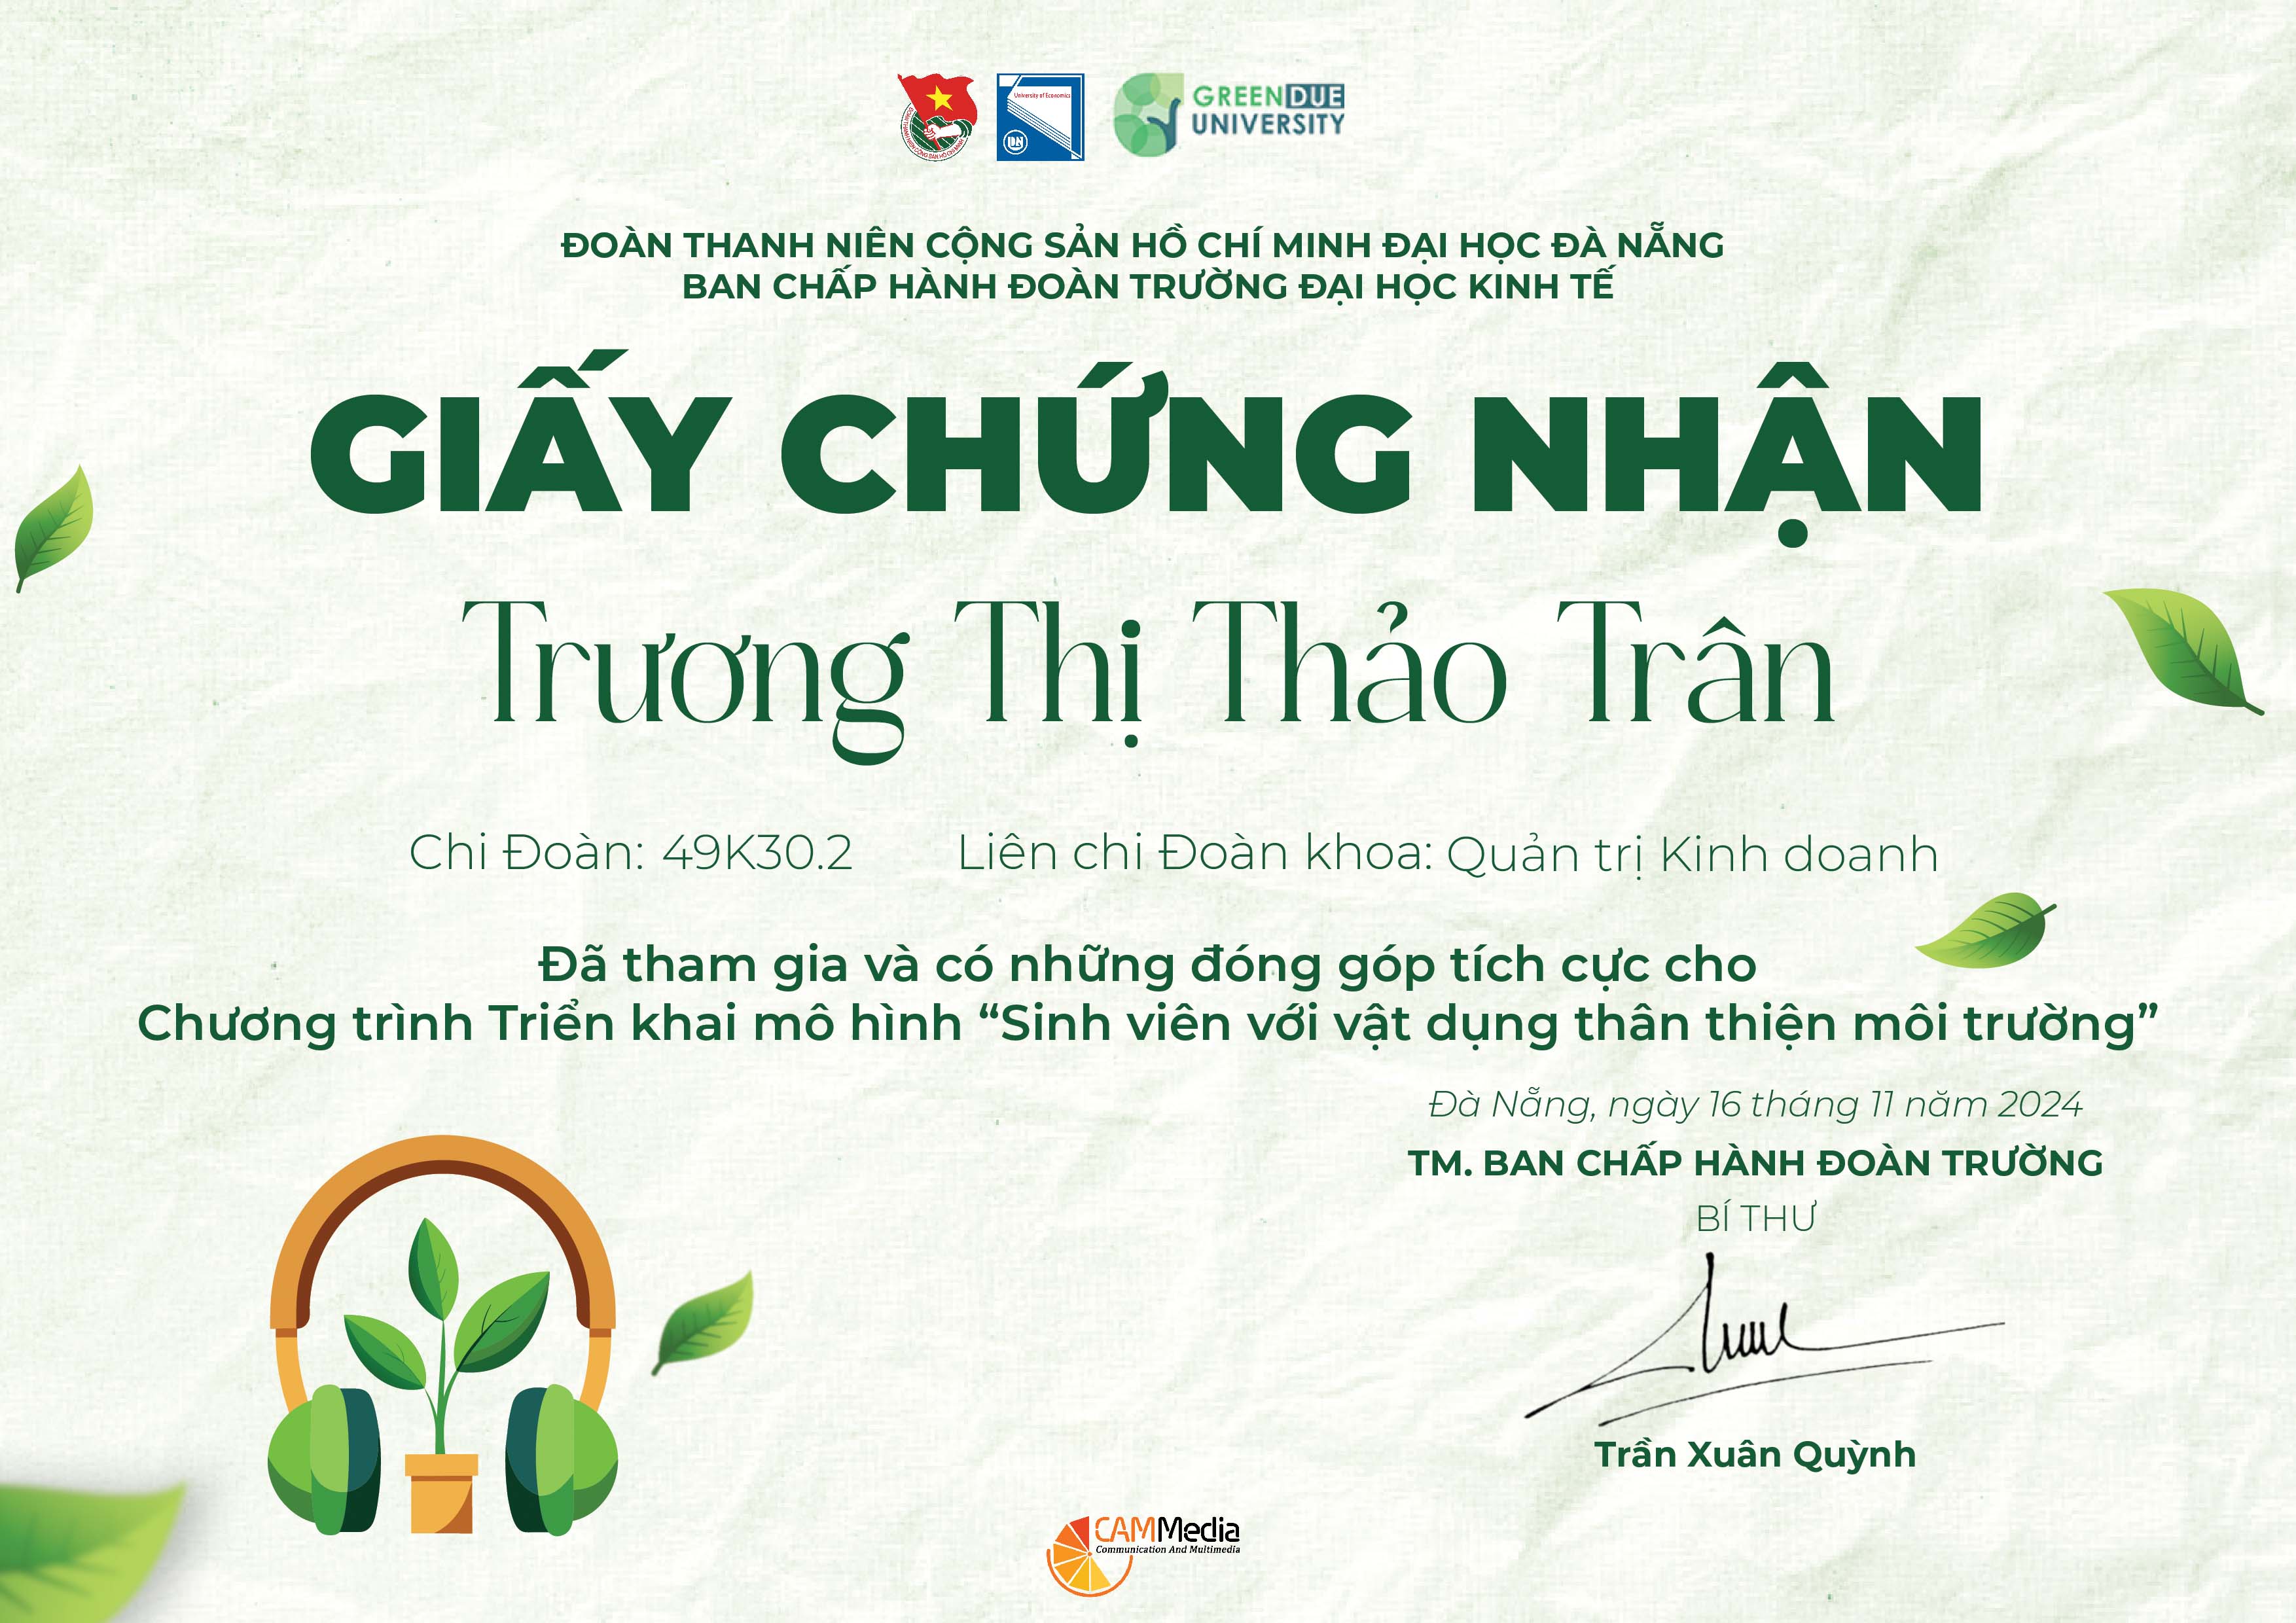 University of Economics
GREENDUE
UNIVERSITY
ĐOÀN THANH NIÊN CỘNG SẢN HỒ CHÍ MINH ĐẠI HỌC ĐÀ NẴNG
BAN CHẤP HÀNH ĐOÀN TRƯỜNG ĐẠI HỌC KINH TẾ
GIẤY CHỨNG NHẬN
Trương Thị Thảo Trân
Chi Đoàn: 49K30.2 Liên chi Đoàn khoa: Quản trị Kinh doanh
Đã tham gia và có những đóng góp tích cực cho
Chương trình Triển khai mô hình “Sinh viên với vật dụng thân thiện môi trường”
Đà Nẵng, ngày 16 tháng 11 năm 2024
TM. BAN CHẤP HÀNH ĐOÀN TRƯỜNG
BÍ THƯ
Trần Xuân Quỳnh
CAMMedia
Communication And Multimedia